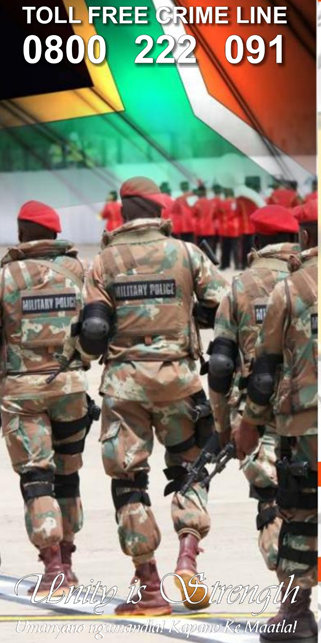 TOLL FREE CRIME LINE
0800 222 091
MILITARY POLICE
MILITARY POLICE
Unity is Strength
Umanyano ngamandla! Kopano Ke Maatla!